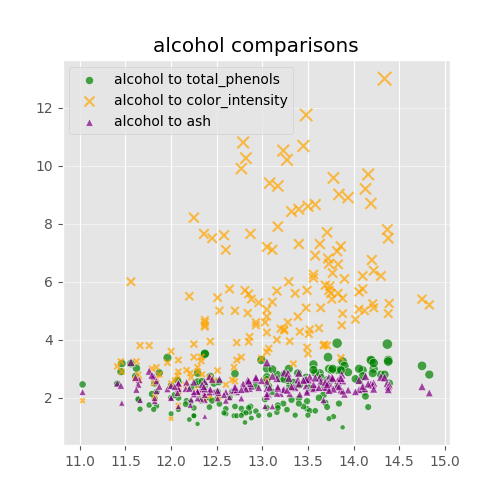 alcohol comparisons
alcohol to total_phenols
alcohol to color_intensity
alcohol to ash
12
10
8
6
4
2
11.0 11.5 12.0 12.5 13.0 13.5 14.0 14.5 15.0